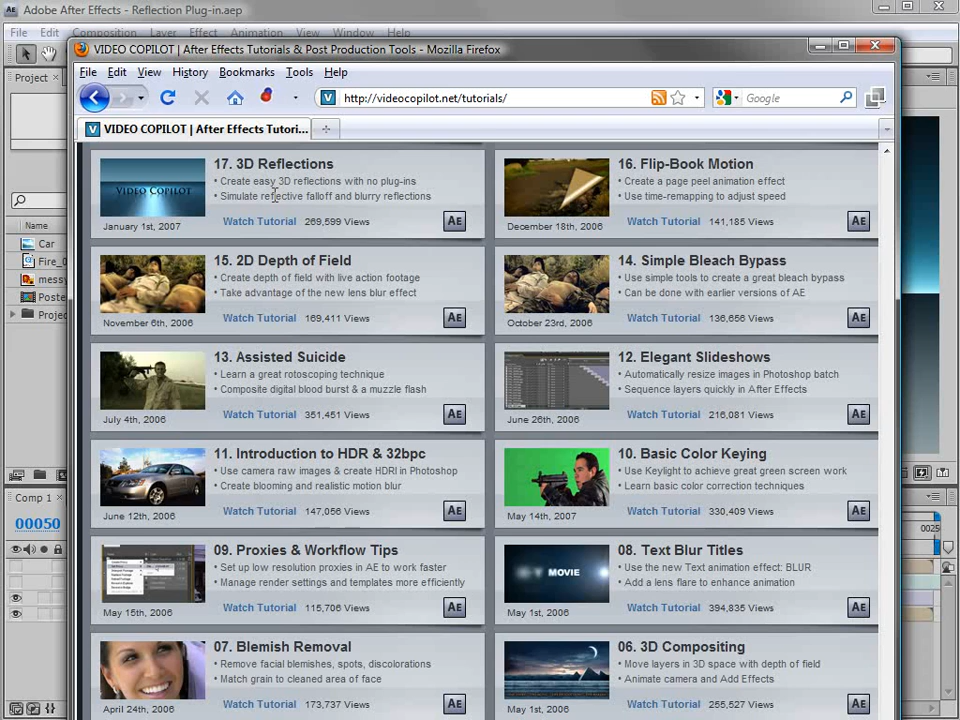 Adobe After Effects - Reflection Plug-in.aep
File Edit Composition Layer Effect Animation View Window Help
VIDEO COPILOT | After Effects Tutorials & Post Production Tools - Mozilla Firefox
File Edit View History Bookmarks Tools Help
http://videocopilot.net/tutorials/
Google
VIDEO COPILOT | After Effects Tutori...
Project
Name
Car
Fire_0
messy
Poste
Projec
Comp 1
00050
0025
17. 3D Reflections
• Create easy 3D reflections with no plug-ins
• Simulate reflective falloff and blurry reflections
Watch Tutorial 269,599 Views
AE
January 1st, 2007
VIDEO COPILOT
16. Flip-Book Motion
• Create a page peel animation effect
• Use time-remapping to adjust speed
Watch Tutorial 141,185 Views
AE
December 18th, 2006
15. 2D Depth of Field
• Create depth of field with live action footage
• Take advantage of the new lens blur effect
Watch Tutorial 169,411 Views
AE
November 6th, 2006
14. Simple Bleach Bypass
• Use simple tools to create a great bleach bypass
• Can be done with earlier versions of AE
Watch Tutorial 136,656 Views
AE
October 23rd, 2006
13. Assisted Suicide
• Learn a great rotoscoping technique
• Composite digital blood burst & a muzzle flash
Watch Tutorial 351,451 Views
AE
July 4th, 2006
12. Elegant Slideshows
• Automatically resize images in Photoshop batch
• Sequence layers quickly in After Effects
Watch Tutorial 216,081 Views
AE
June 26th, 2006
11. Introduction to HDR & 32bpc
• Use camera raw images & create HDRI in Photoshop
• Create blooming and realistic motion blur
Watch Tutorial 147,056 Views
AE
June 12th, 2006
10. Basic Color Keying
• Use Keylight to achieve great green screen work
• Learn basic color correction techniques
Watch Tutorial 330,409 Views
AE
May 14th, 2007
09. Proxies & Workflow Tips
• Set up low resolution proxies in AE to work faster
• Manage render settings and templates more efficiently
Watch Tutorial 115,706 Views
AE
May 15th, 2006
08. Text Blur Titles
• Use the new Text animation effect: BLUR
• Add a lens flare to enhance animation
Watch Tutorial 394,835 Views
AE
May 1st, 2006
MOVIE
07. Blemish Removal
• Remove facial blemishes, spots, discolorations
• Match grain to cleaned area of face
Watch Tutorial 173,737 Views
AE
April 24th, 2006
06. 3D Compositing
• Move layers in 3D space with depth of field
• Animate camera and Add Effects
Watch Tutorial 255,527 Views
AE
May 1st, 2006